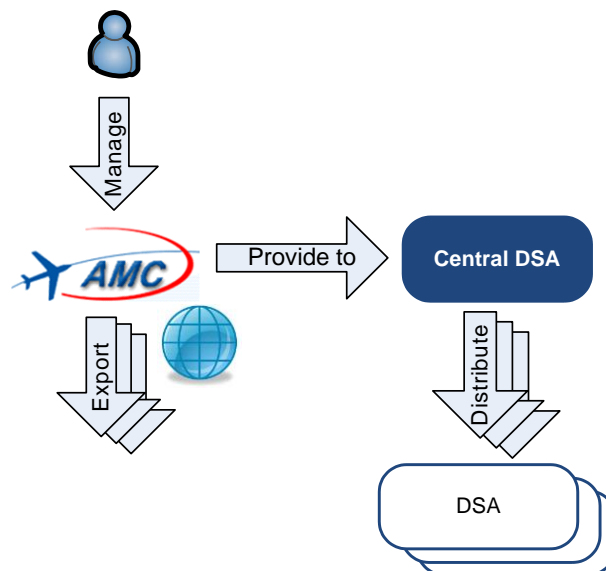 Manage
AMC
Provide to
Central DSA
Export
Distribute
DSA